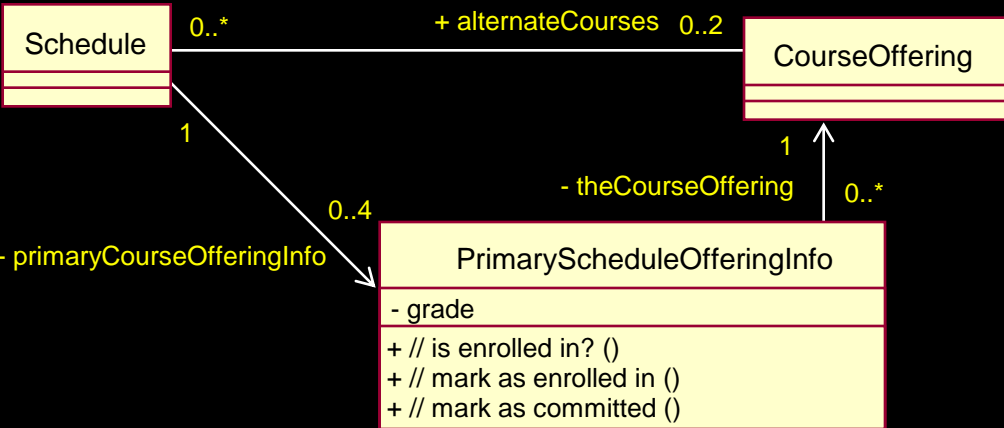 Schedule
0..*
+ alternateCourses
0..2
CourseOffering
1
1
- theCourseOffering
0..*
0..4
- primaryCourseOfferingInfo
PrimaryScheduleOfferingInfo
- grade
+ // is enrolled in? ()
+ // mark as enrolled in ()
+ // mark as committed ()